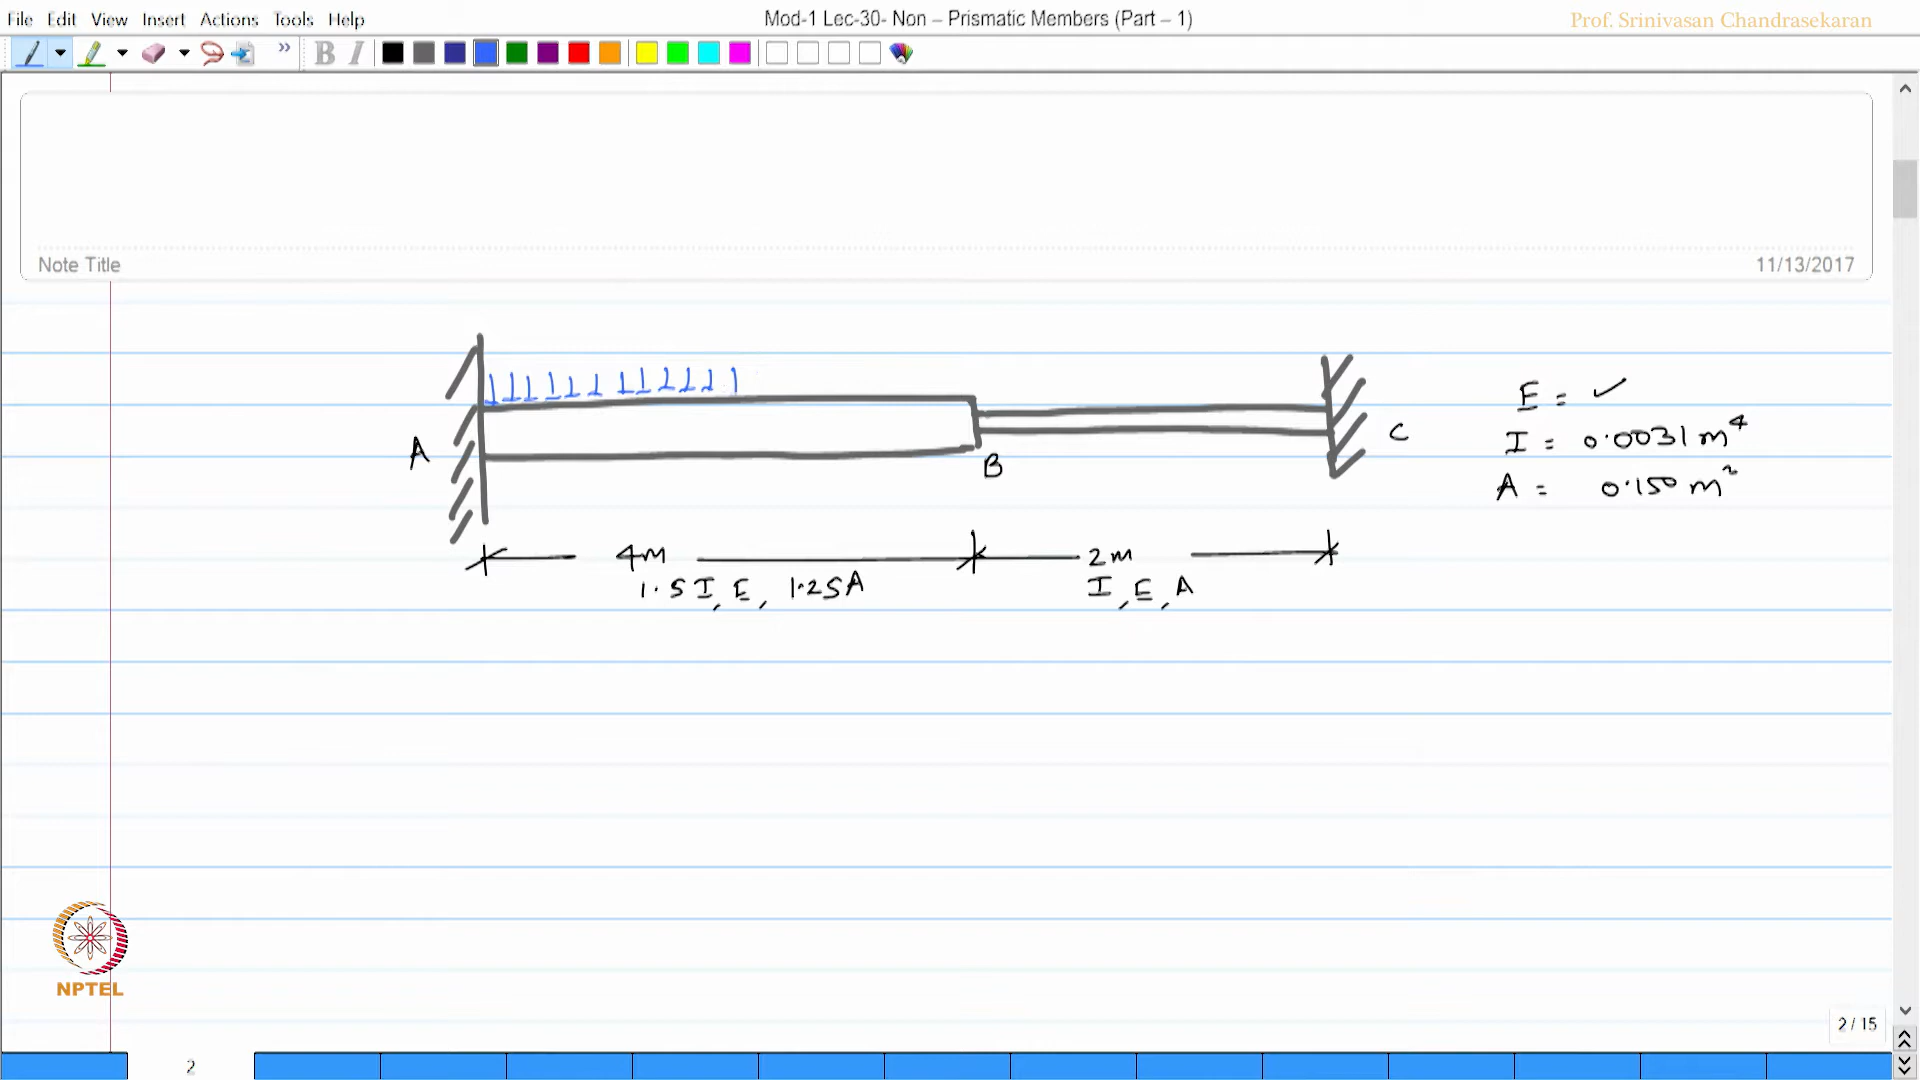 File Edit View Insert Actions Tools Help
Mod-1 Lec-30- Non – Prismatic Members (Part – 1)
Prof. Srinivasan Chandrasekaran
B I
Note Title
11/13/2017
E = ✓
I = 0.0031 m⁴
A = 0.150 m²
A
B
C
4m
2m
1.5 I, E, 1.25A
I, E, A
NPTEL
2 / 15
2